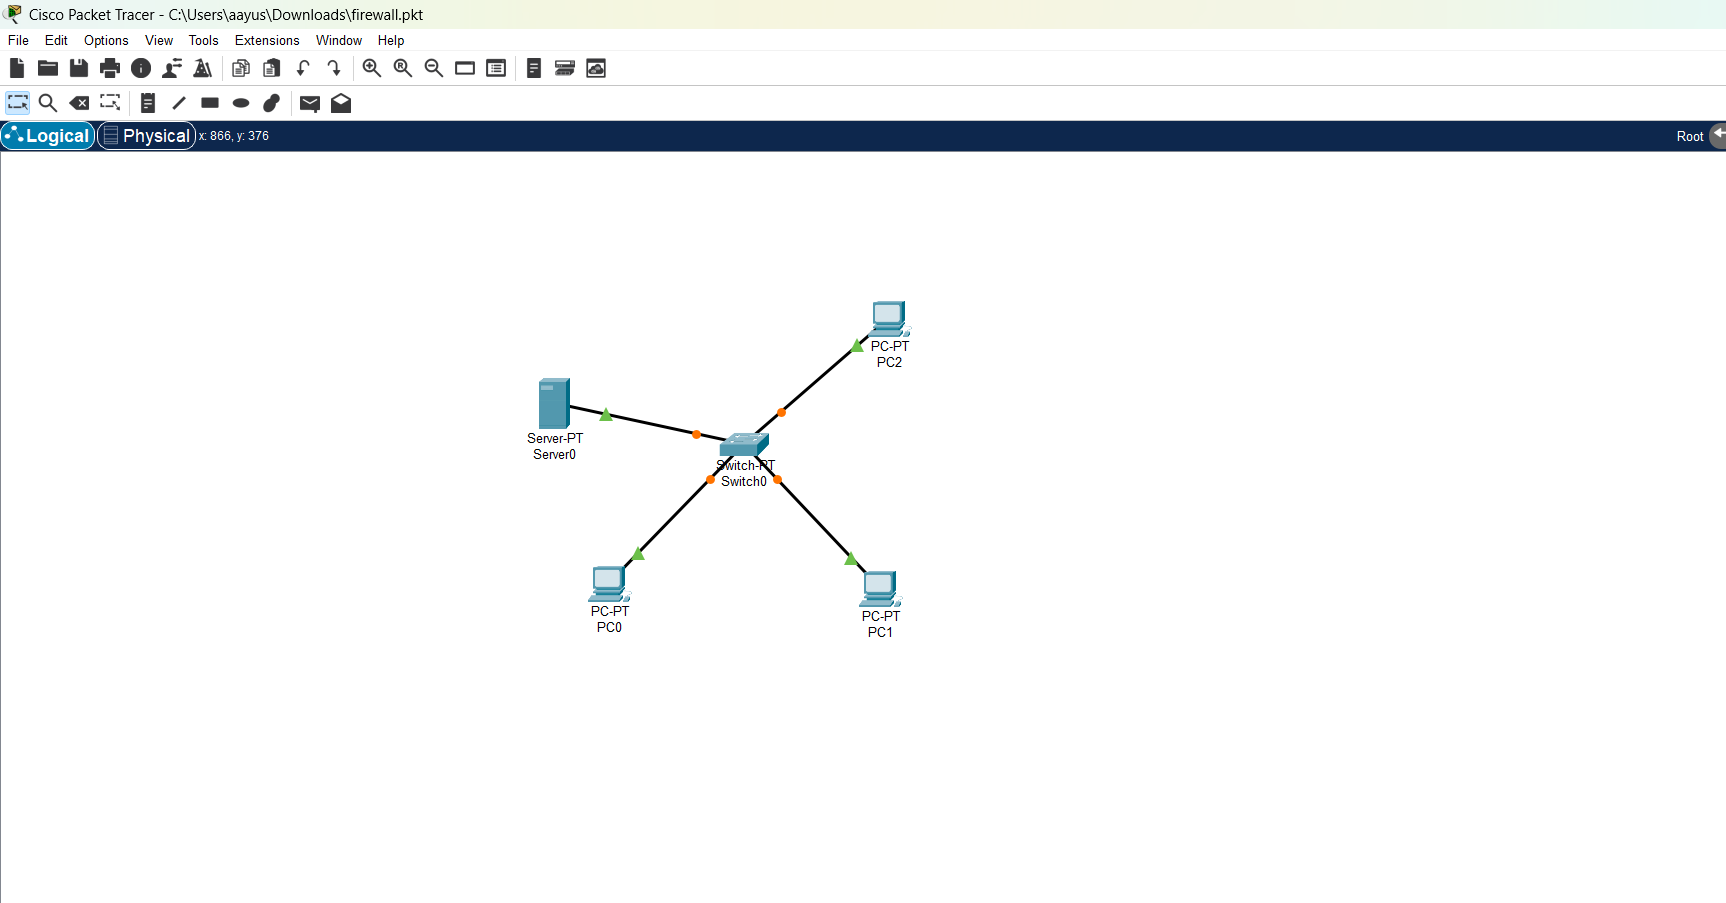 Cisco Packet Tracer - C:\Users\aayus\Downloads\firewall.pkt
File Edit Options View Tools Extensions Window Help
Logical Physical x: 866, y: 376 Root
PC-PT
PC2
Server-PT
Server0
Switch-PT
Switch0
PC-PT
PC0
PC-PT
PC1